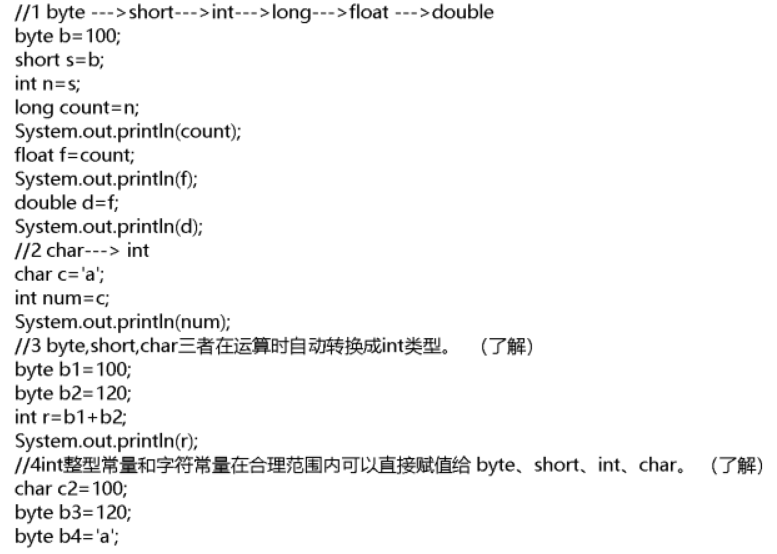 //1 byte --->short--->int--->long--->float --->double
byte b=100;
short s=b;
int n=s;
long count=n;
System.out.println(count);
float f=count;
System.out.println(f);
double d=f;
System.out.println(d);
//2 char---> int
char c='a';
int num=c;
System.out.println(num);
//3 byte,short,char三者在运算时自动转换成int类型。 （了解）
byte b1=100;
byte b2=120;
int r=b1+b2;
System.out.println(r);
//4int整型常量和字符常量在合理范围内可以直接赋值给 byte、short、int、char。 （了解）
char c2=100;
byte b3=120;
byte b4='a';